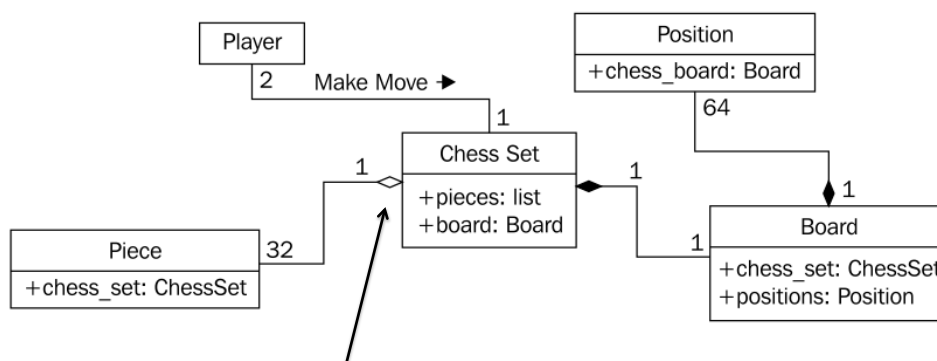 Player
2
Make Move
1
Position
+chess_board: Board
64
Chess Set
+pieces: list
+board: Board
1
32
Piece
+chess_set: ChessSet
1
1
1
Board
+chess_set: ChessSet
+positions: Position